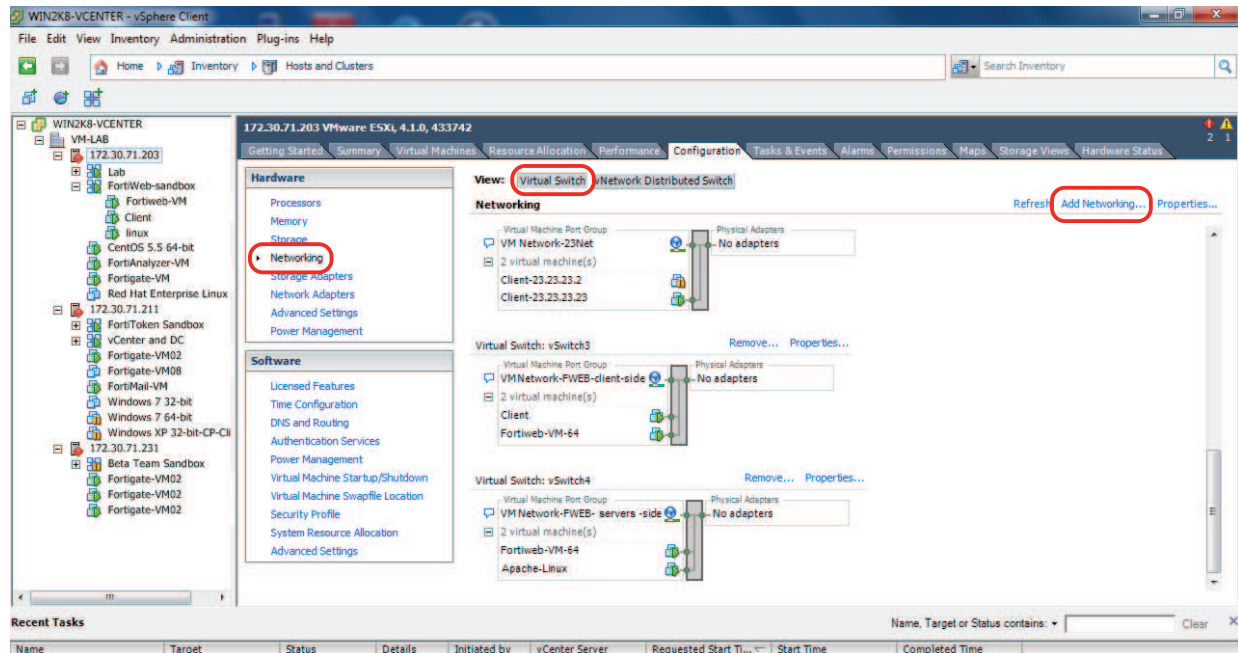 WIN2K8-VCENTER - vSphere Client
File Edit View Inventory Administration Plug-ins Help
Home Inventory Hosts and Clusters
Search Inventory
WIN2K8-VCENTER
VM-LAB
172.30.71.203
Lab
FortiWeb-sandbox
Fortiweb-VM
Client
linux
CentOS 5.5 64-bit
FortiAnalyzer-VM
Fortigate-VM
Red Hat Enterprise Linux
172.30.71.211
FortiToken Sandbox
vCenter and DC
Fortigate-VM02
Fortigate-VM08
FortiMail-VM
Windows 7 32-bit
Windows 7 64-bit
Windows XP 32-bit-CP-Cli
172.30.71.231
Beta Team Sandbox
Fortigate-VM02
Fortigate-VM02
Fortigate-VM02
172.30.71.203 VMware ESXi, 4.1.0, 433742
2 1
Getting Started Summary Virtual Machines Resource Allocation Performance Configuration Tasks & Events Alarms Permissions Maps Storage Views Hardware Status
Hardware
Processors
Memory
Storage
Networking
Storage Adapters
Network Adapters
Advanced Settings
Power Management
Software
Licensed Features
Time Configuration
DNS and Routing
Authentication Services
Power Management
Virtual Machine Startup/Shutdown
Virtual Machine Swapfile Location
Security Profile
System Resource Allocation
Advanced Settings
View: Virtual Switch vNetwork Distributed Switch
Networking
Refresh Add Networking... Properties...
Virtual Machine Port Group Physical Adapters
VM Network-23Net No adapters
2 virtual machine(s)
Client-23.23.23.2
Client-23.23.23.23
Virtual Switch: vSwitch3 Remove... Properties...
Virtual Machine Port Group Physical Adapters
VMNetwork-FWEB-client-side No adapters
2 virtual machine(s)
Client
Fortiweb-VM-64
Virtual Switch: vSwitch4 Remove... Properties...
Virtual Machine Port Group Physical Adapters
VM Network-FWEB- servers -side No adapters
2 virtual machine(s)
Fortiweb-VM-64
Apache-Linux
Recent Tasks
Name, Target or Status contains: Clear
Name Target Status Details Initiated by vCenter Server Requested Start Ti... Start Time Completed Time